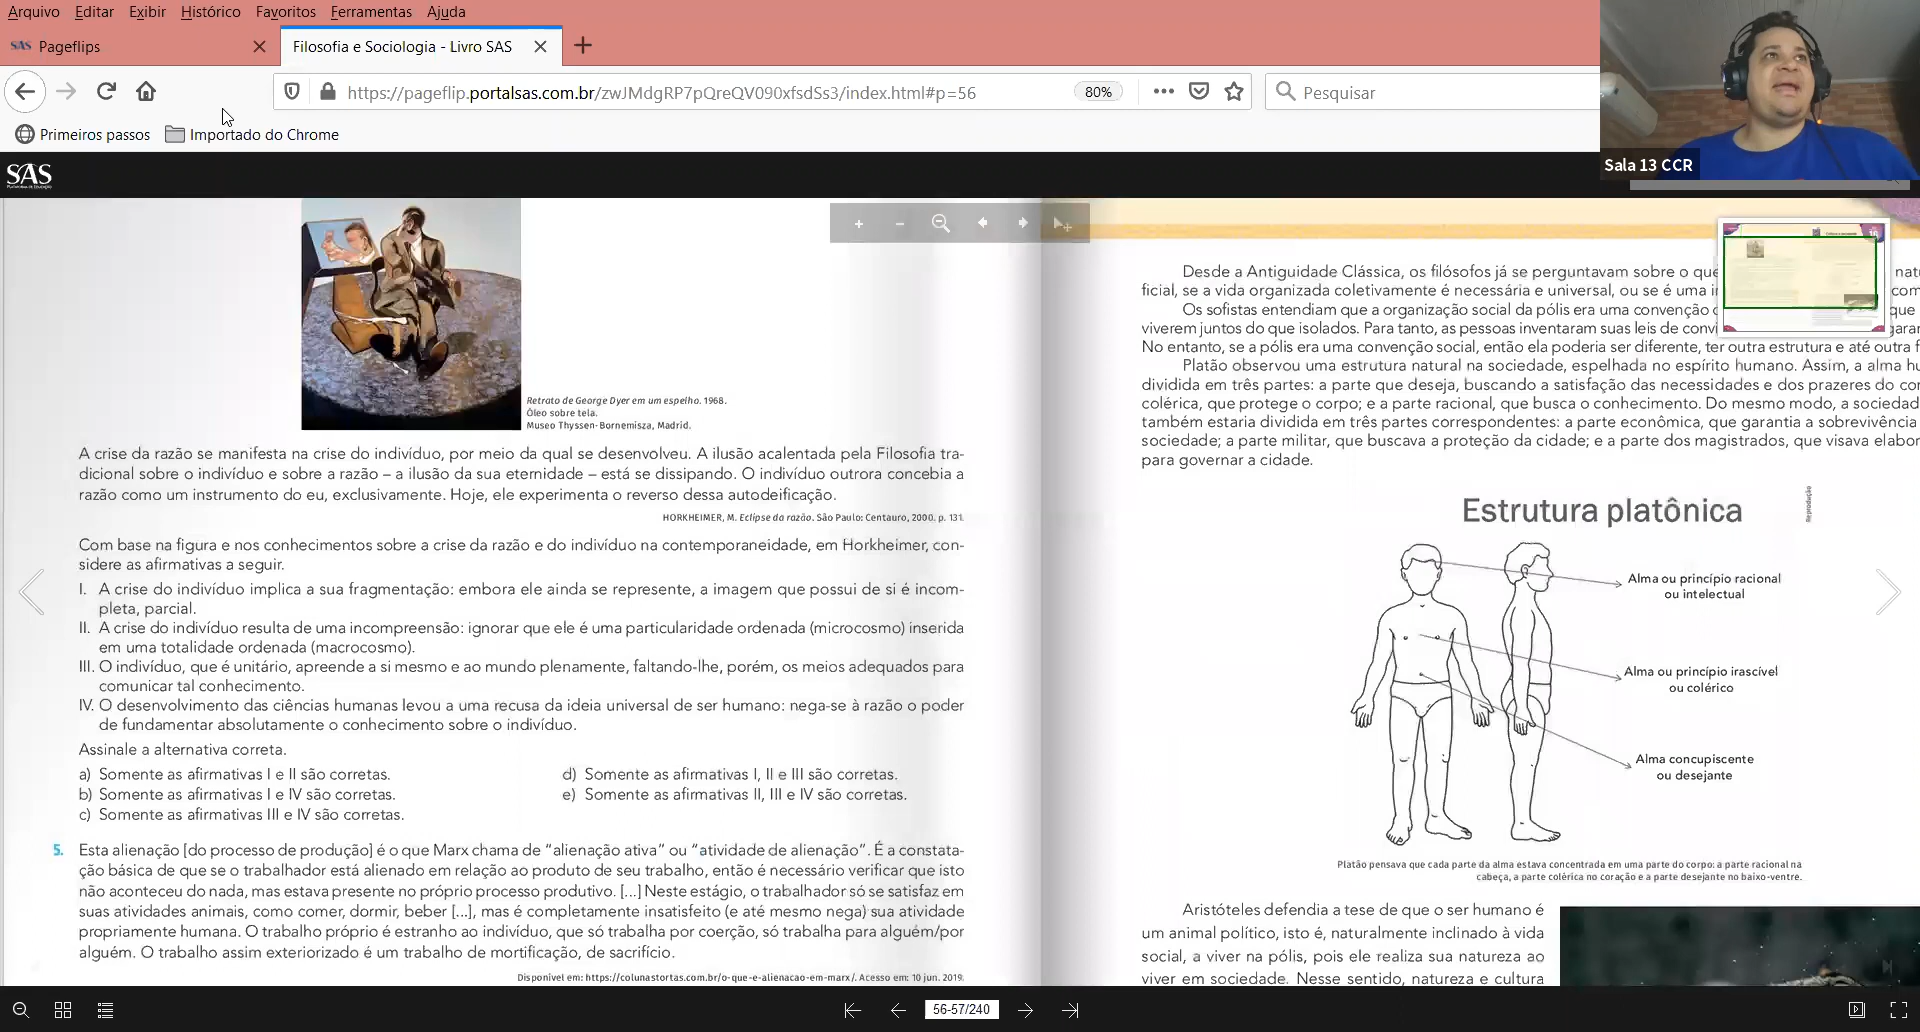 Arquivo Editar Exibir Histórico Favoritos Ferramentas Ajuda
SAS Pageflips
Filosofia e Sociologia - Livro SAS
https://pageflip.portalsas.com.br/zwJMdgRP7pQreQV090xfsdSs3/index.html#p=56
80%
Pesquisar
Primeiros passos
Importado do Chrome
Sala 13 CCR
SAS
PLATAFORMA DE EDUCAÇÃO
Retrato de George Dyer em um espelho. 1968.
Óleo sobre tela.
Museo Thyssen-Bornemisza, Madrid.
A crise da razão se manifesta na crise do indivíduo, por meio da qual se desenvolveu. A ilusão acalentada pela Filosofia tra-
dicional sobre o indivíduo e sobre a razão – a ilusão da sua eternidade – está se dissipando. O indivíduo outrora concebia a
razão como um instrumento do eu, exclusivamente. Hoje, ele experimenta o reverso dessa autodeificação.
HORKHEIMER, M. Eclipse da razão. São Paulo: Centauro, 2000. p. 131.
Com base na figura e nos conhecimentos sobre a crise da razão e do indivíduo na contemporaneidade, em Horkheimer, con-
sidere as afirmativas a seguir.
I. A crise do indivíduo implica a sua fragmentação: embora ele ainda se represente, a imagem que possui de si é incom-
pleta, parcial.
II. A crise do indivíduo resulta de uma incompreensão: ignorar que ele é uma particularidade ordenada (microcosmo) inserida
em uma totalidade ordenada (macrocosmo).
III. O indivíduo, que é unitário, apreende a si mesmo e ao mundo plenamente, faltando-lhe, porém, os meios adequados para
comunicar tal conhecimento.
IV. O desenvolvimento das ciências humanas levou a uma recusa da ideia universal de ser humano: nega-se à razão o poder
de fundamentar absolutamente o conhecimento sobre o indivíduo.
Assinale a alternativa correta.
a) Somente as afirmativas I e II são corretas.
b) Somente as afirmativas I e IV são corretas.
c) Somente as afirmativas III e IV são corretas.
d) Somente as afirmativas I, II e III são corretas.
e) Somente as afirmativas II, III e IV são corretas.
5. Esta alienação [do processo de produção] é o que Marx chama de “alienação ativa” ou “atividade de alienação”. É a constata-
ção básica de que se o trabalhador está alienado em relação ao produto de seu trabalho, então é necessário verificar que isto
não aconteceu do nada, mas estava presente no próprio processo produtivo. [...] Neste estágio, o trabalhador só se satisfaz em
suas atividades animais, como comer, dormir, beber [...], mas é completamente insatisfeito (e até mesmo nega) sua atividade
propriamente humana. O trabalho próprio é estranho ao indivíduo, que só trabalha por coerção, só trabalha para alguém/por
alguém. O trabalho assim exteriorizado é um trabalho de mortificação, de sacrifício.
Disponível em: https://colunastortas.com.br/o-que-e-alienacao-em-marx/. Acesso em: 10 jun. 2019.
Desde a Antiguidade Clássica, os filósofos já se perguntavam sobre o que nat
ficial, se a vida organizada coletivamente é necessária e universal, ou se é uma i com
Os sofistas entendiam que a organização social da pólis era uma convenção que
viverem juntos do que isolados. Para tanto, as pessoas inventaram suas leis de convi garan
No entanto, se a pólis era uma convenção social, então ela poderia ser diferente, ter outra estrutura e até outra f
Platão observou uma estrutura natural na sociedade, espelhada no espírito humano. Assim, a alma hu
dividida em três partes: a parte que deseja, buscando a satisfação das necessidades e dos prazeres do cor
colérica, que protege o corpo; e a parte racional, que busca o conhecimento. Do mesmo modo, a sociedad
também estaria dividida em três partes correspondentes: a parte econômica, que garantia a sobrevivência
sociedade; a parte militar, que buscava a proteção da cidade; e a parte dos magistrados, que visava elabor
para governar a cidade.
Estrutura platônica
Reprodução
Alma ou princípio racional
ou intelectual
Alma ou princípio irascível
ou colérico
Alma concupiscente
ou desejante
Platão pensava que cada parte da alma estava concentrada em uma parte do corpo: a parte racional na
cabeça, a parte colérica no coração e a parte desejante no baixo-ventre.
Aristóteles defendia a tese de que o ser humano é
um animal político, isto é, naturalmente inclinado à vida
social, a viver na pólis, pois ele realiza sua natureza ao
viver em sociedade. Nesse sentido, natureza e cultura
56-57/240